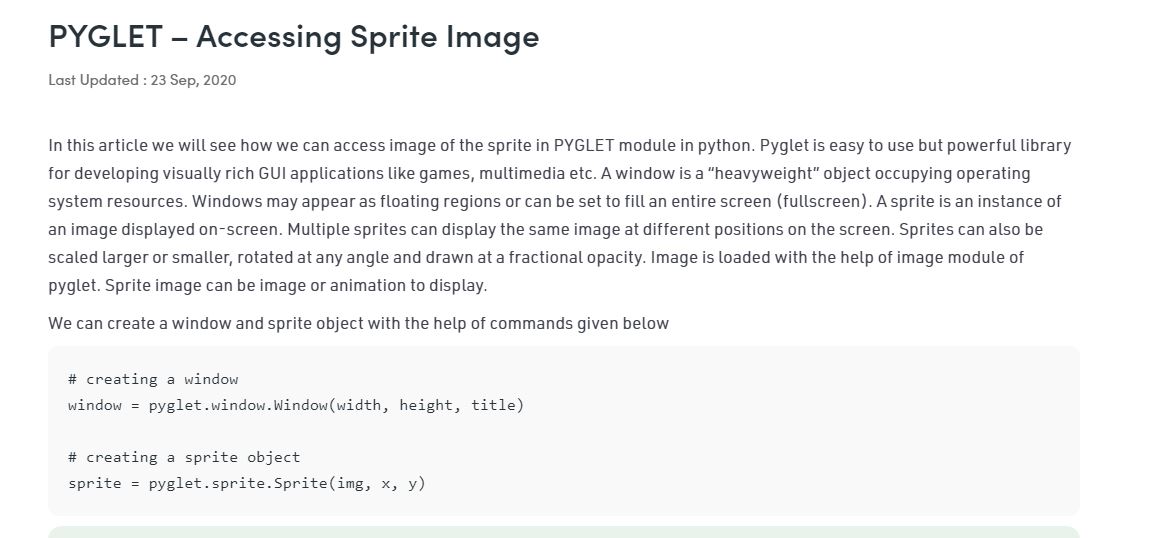 PYGLET – Accessing Sprite Image
Last Updated : 23 Sep, 2020
In this article we will see how we can access image of the sprite in PYGLET module in python. Pyglet is easy to use but powerful library
for developing visually rich GUI applications like games, multimedia etc. A window is a “heavyweight” object occupying operating
system resources. Windows may appear as floating regions or can be set to fill an entire screen (fullscreen). A sprite is an instance of
an image displayed on-screen. Multiple sprites can display the same image at different positions on the screen. Sprites can also be
scaled larger or smaller, rotated at any angle and drawn at a fractional opacity. Image is loaded with the help of image module of
pyglet. Sprite image can be image or animation to display.
We can create a window and sprite object with the help of commands given below
# creating a window
window = pyglet.window.Window(width, height, title)
# creating a sprite object
sprite = pyglet.sprite.Sprite(img, x, y)